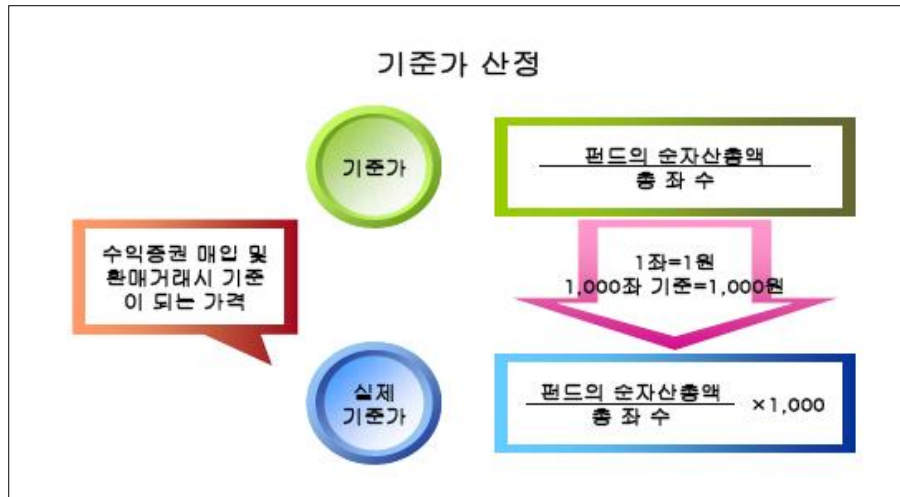 기준가 산정
기준가
펀드의 순자산총액
총 좌 수
수익증권 매입 및
환매거래시 기준
이 되는 가격
1좌=1원
1,000좌 기준=1,000원
실제
기준가
펀드의 순자산총액
총 좌 수
×1,000